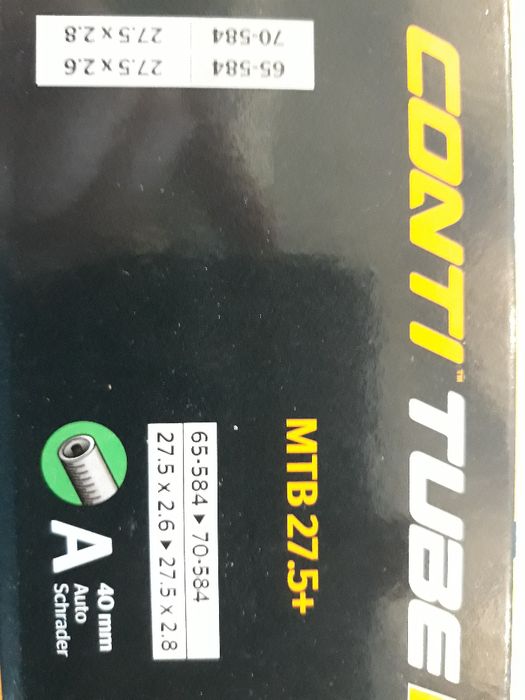 CONTI™ TUBE
MTB 27.5+
65-584 ▶ 70-584
27.5 x 2.6 ▶ 27.5 x 2.8
A
40 mm
Auto
Schrader
65-584 27.5 x 2.6
70-584 27.5 x 2.8